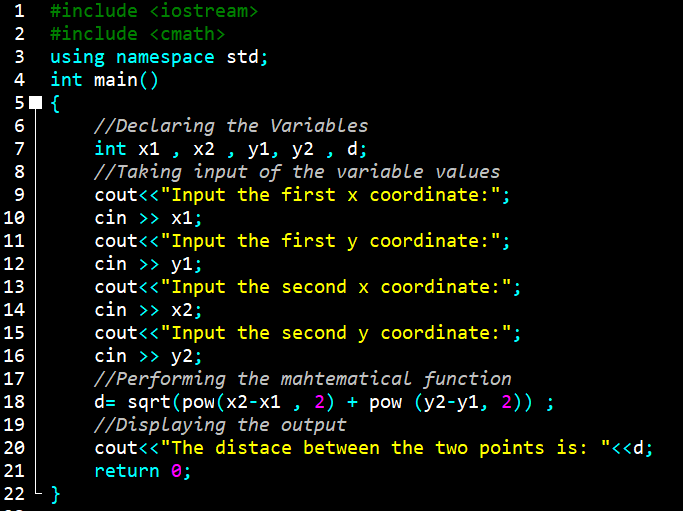 1 #include <iostream>
2 #include <cmath>
3 using namespace std;
4 int main()
5 {
6 //Declaring the Variables
7 int x1 , x2 , y1, y2 , d;
8 //Taking input of the variable values
9 cout<<"Input the first x coordinate:";
10 cin >> x1;
11 cout<<"Input the first y coordinate:";
12 cin >> y1;
13 cout<<"Input the second x coordinate:";
14 cin >> x2;
15 cout<<"Input the second y coordinate:";
16 cin >> y2;
17 //Performing the mahtematical function
18 d= sqrt(pow(x2-x1 , 2) + pow (y2-y1, 2)) ;
19 //Displaying the output
20 cout<<"The distace between the two points is: "<<d;
21 return 0;
22 }